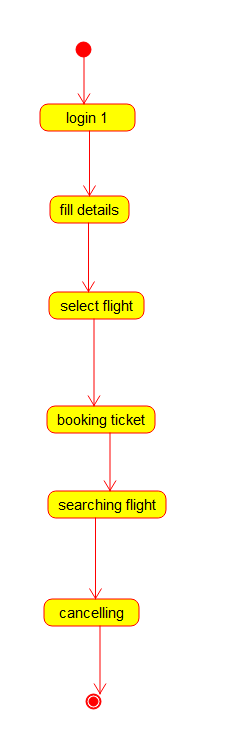 login 1
fill details
select flight
booking ticket
searching flight
cancelling